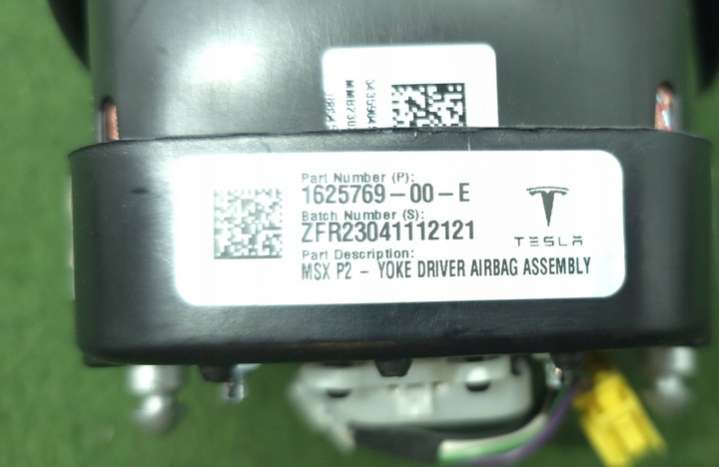 Part Number (P):
1625769-00-E
Batch Number (S):
ZFR23041112121
Part Description:
MSX P2 - YOKE DRIVER AIRBAG ASSEMBLY
TESLA